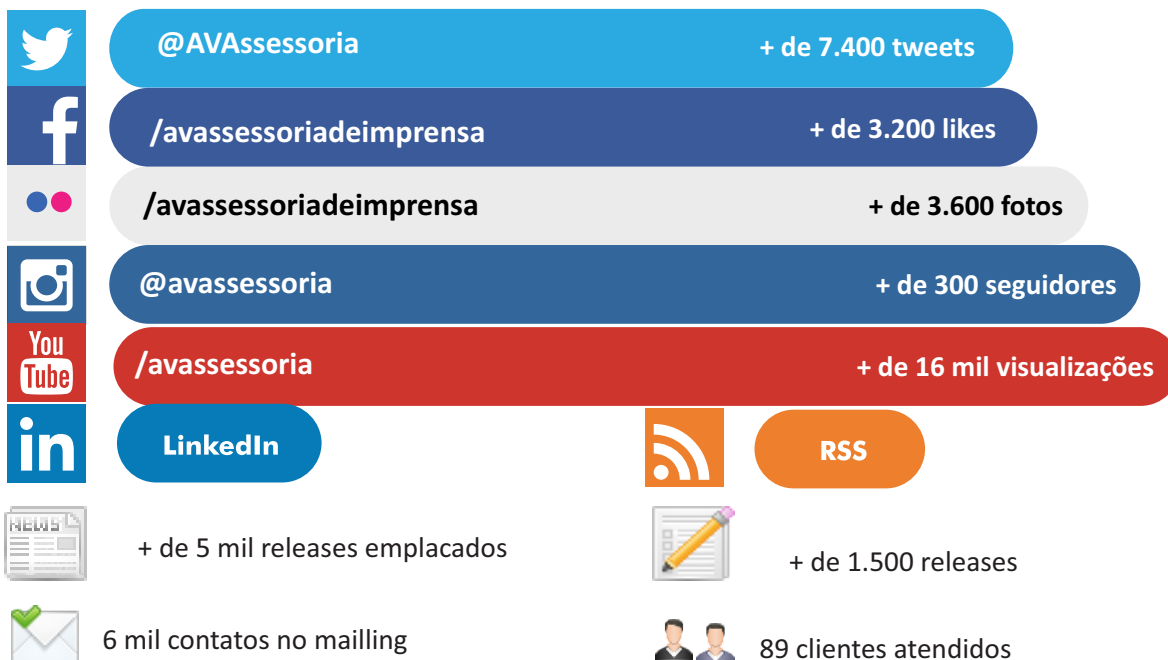 @AVAssessoria + de 7.400 tweets
/avassessoriadeimprensa + de 3.200 likes
/avassessoriadeimprensa + de 3.600 fotos
@avassessoria + de 300 seguidores
You
Tube
/avassessoria + de 16 mil visualizações
in LinkedIn RSS
NEWS
+ de 5 mil releases emplacados
+ de 1.500 releases
6 mil contatos no mailling
89 clientes atendidos